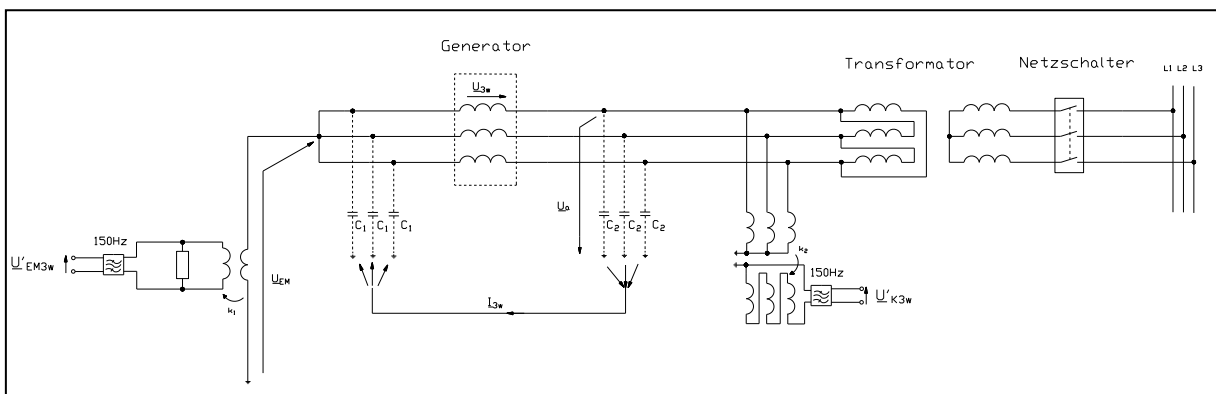 Generator
Transformator
Netzschalter
L1 L2 L3
U3w
Ua
C1 C1 C1
C2 C2 C2
150Hz
U'EM3w
UEM
k1
I3w
k2
150Hz
U'K3w